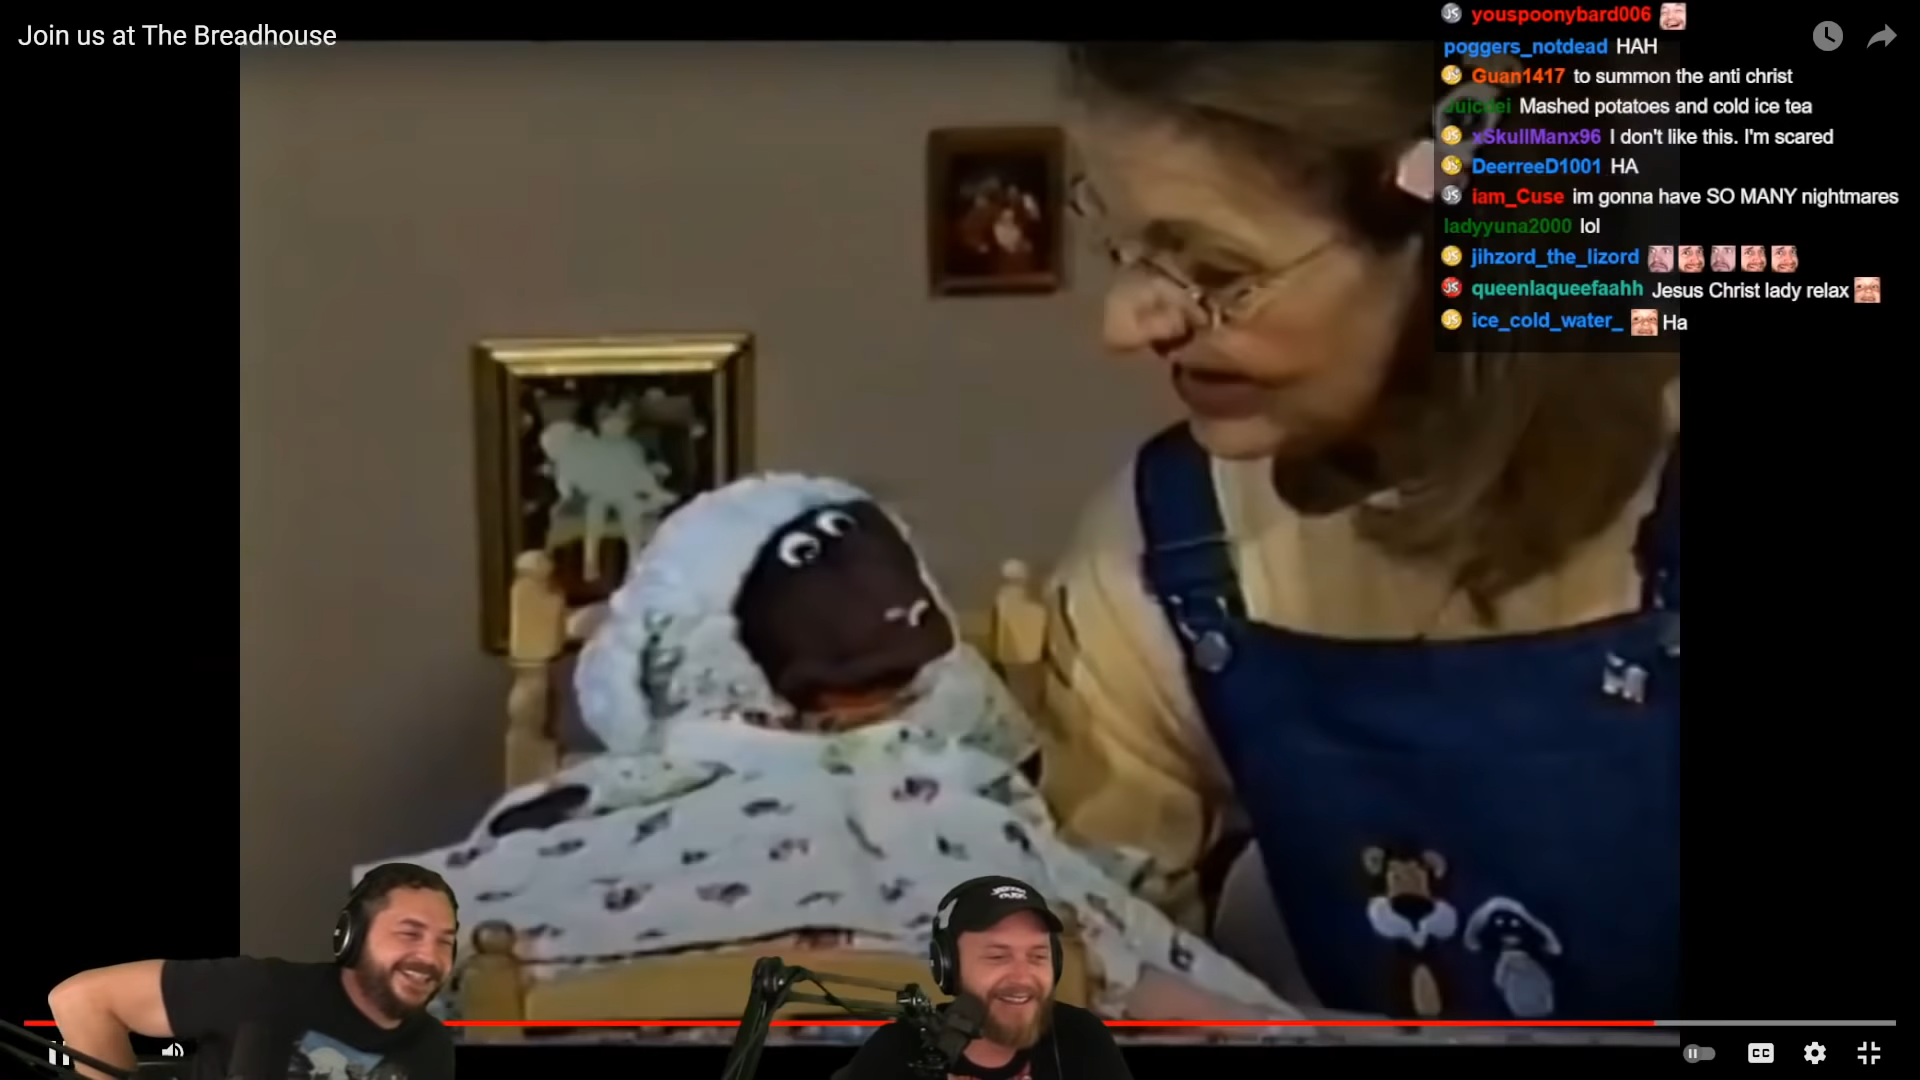 Join us at The Breadhouse
youspoonybard006
poggers_notdead HAH
Guan1417 to summon the anti christ
Mashed potatoes and cold ice tea
xSkullManx96 I don't like this. I'm scared
DeerreeD1001 HA
iam_Cuse im gonna have SO MANY nightmares
ladyyuna2000 lol
jihzord_the_lizord
queenlaqueefaahh Jesus Christ lady relax
ice_cold_water_ Ha
CC